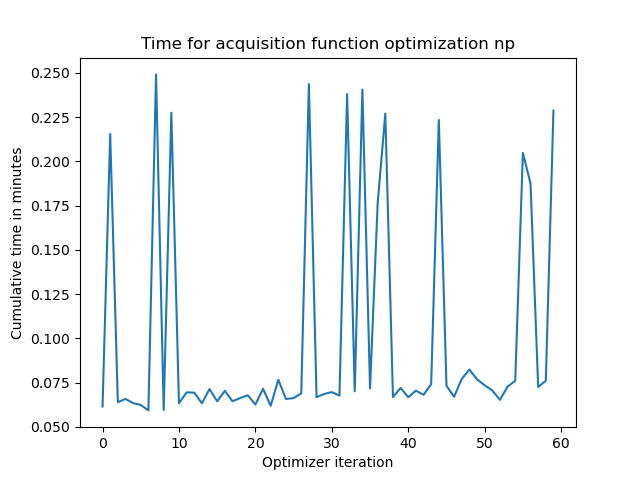 Time for acquisition function optimization np
0.250
0.225
0.200
0.175
0.150
0.125
0.100
0.075
0.050
Cumulative time in minutes
0 10 20 30 40 50 60
Optimizer iteration